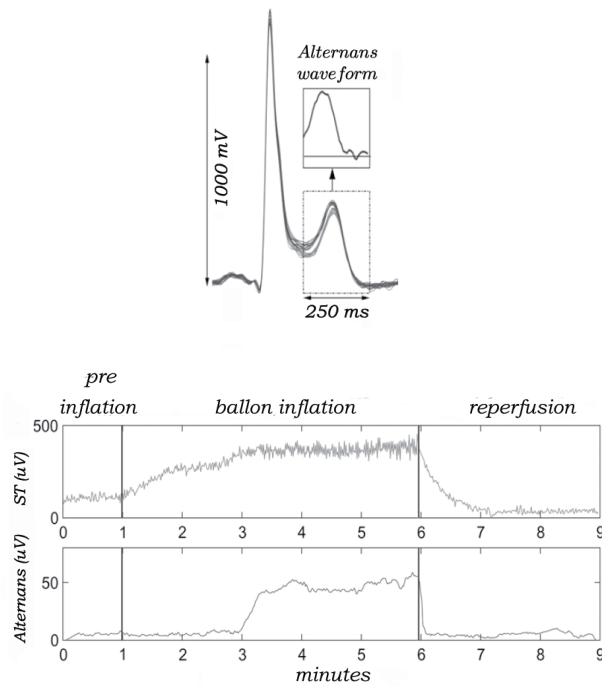 Alternans
waveform
1000 mV
250 ms
pre
inflation
ballon inflation
reperfusion
500
0
ST (uV)
0 1 2 3 4 5 6 7 8 9
50
0
Alternans (uV)
0 1 2 3 4 5 6 7 8 9
minutes